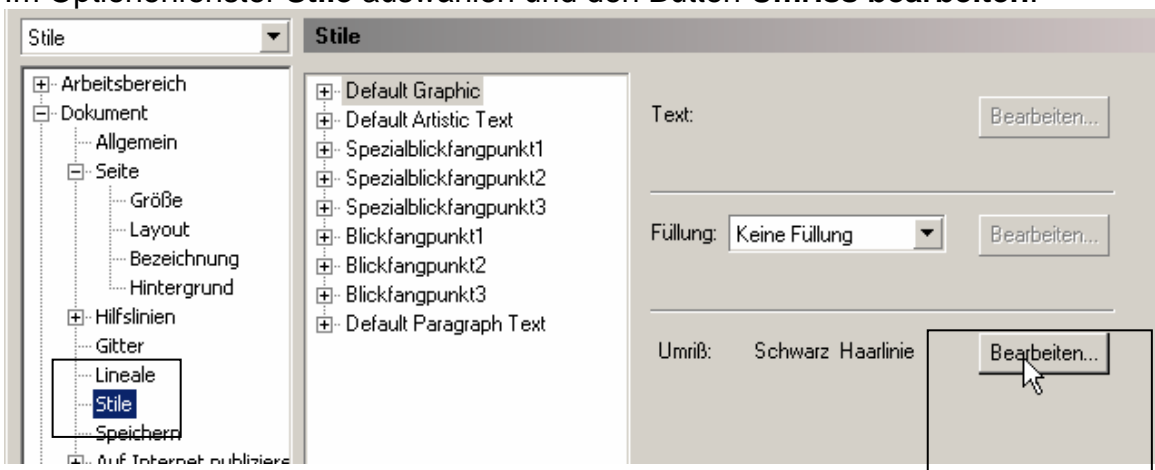 im Optionenfenster Stile auswählen und den Button Umriss bearbeiten.
Stile
Stile
Arbeitsbereich
Dokument
Allgemein
Seite
Größe
Layout
Bezeichnung
Hintergrund
Hilfslinien
Gitter
Lineale
Stile
Speichern
Auf Internet publiziere
Default Graphic
Default Artistic Text
Spezialblickfangpunkt1
Spezialblickfangpunkt2
Spezialblickfangpunkt3
Blickfangpunkt1
Blickfangpunkt2
Blickfangpunkt3
Default Paragraph Text
Text: Bearbeiten...
Füllung: Keine Füllung Bearbeiten...
Umriß: Schwarz Haarlinie Bearbeiten...